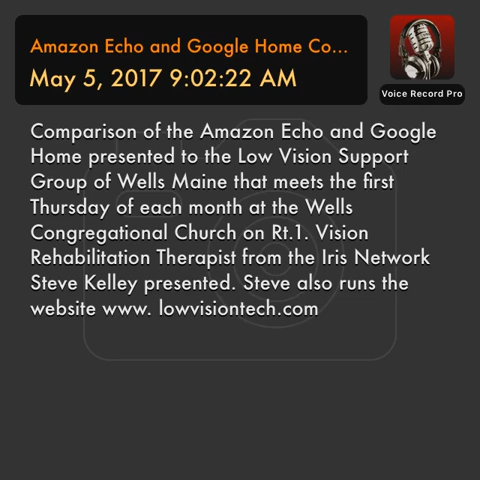 Amazon Echo and Google Home Co...
May 5, 2017 9:02:22 AM
Voice Record Pro
Comparison of the Amazon Echo and Google
Home presented to the Low Vision Support
Group of Wells Maine that meets the first
Thursday of each month at the Wells
Congregational Church on Rt.1. Vision
Rehabilitation Therapist from the Iris Network
Steve Kelley presented. Steve also runs the
website www. lowvisiontech.com